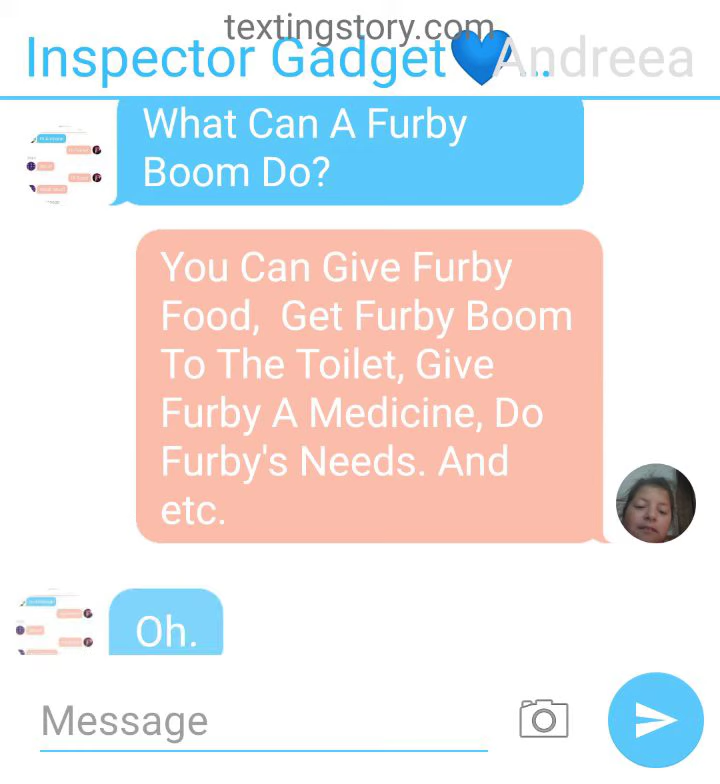 textingstory.com
Inspector Gadget💙... Andreea
What Can A Furby
Boom Do?
You Can Give Furby
Food,  Get Furby Boom
To The Toilet, Give
Furby A Medicine, Do
Furby's Needs. And
etc.
Oh.
Message